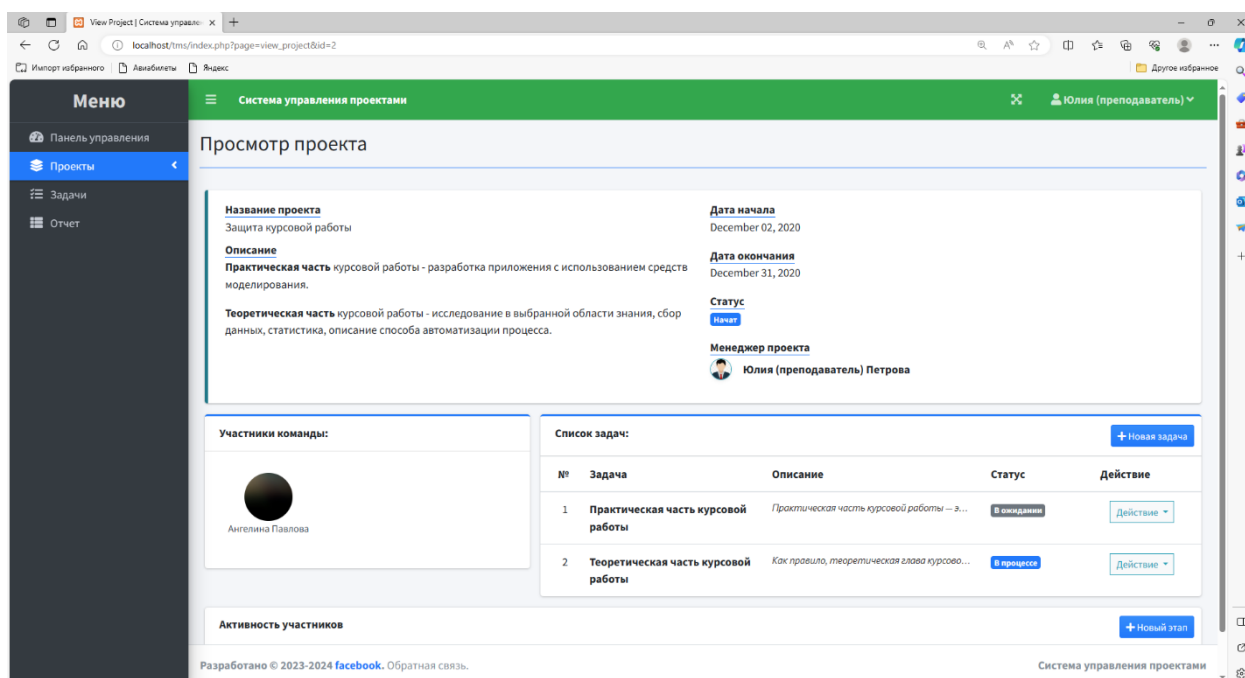 View Project | Система управле
localhost/tms/index.php?page=view_project&id=2
Импорт избранного
Авиабилеты
Яндекс
Другое избранное
Меню
Система управления проектами
Юлия (преподаватель)
Панель управления
Проекты
Задачи
Отчет
Просмотр проекта
Название проекта
Защита курсовой работы
Описание
Практическая часть курсовой работы - разработка приложения с использованием средств
моделирования.
Теоретическая часть курсовой работы - исследование в выбранной области знания, сбор
данных, статистика, описание способа автоматизации процесса.
Дата начала
December 02, 2020
Дата окончания
December 31, 2020
Статус
Начат
Менеджер проекта
Юлия (преподаватель) Петрова
Участники команды:
Ангелина Павлова
Список задач:
+ Новая задача
№ Задача Описание Статус Действие
1 Практическая часть курсовой Практическая часть курсовой работы — э... В ожидании Действие
работы
2 Теоретическая часть курсовой Как правило, теоретическая глава курсово... В процессе Действие
работы
Активность участников
+ Новый этап
Разработано © 2023-2024 facebook. Обратная связь.
Система управления проектами